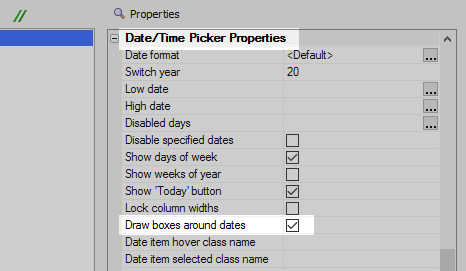 //
Properties
Date/Time Picker Properties
Date format <Default> ...
Switch year 20
Low date ...
High date ...
Disabled days ...
Disable specified dates
Show days of week
Show weeks of year
Show 'Today' button
Lock column widths
Draw boxes around dates
Date item hover class name
Date item selected class name